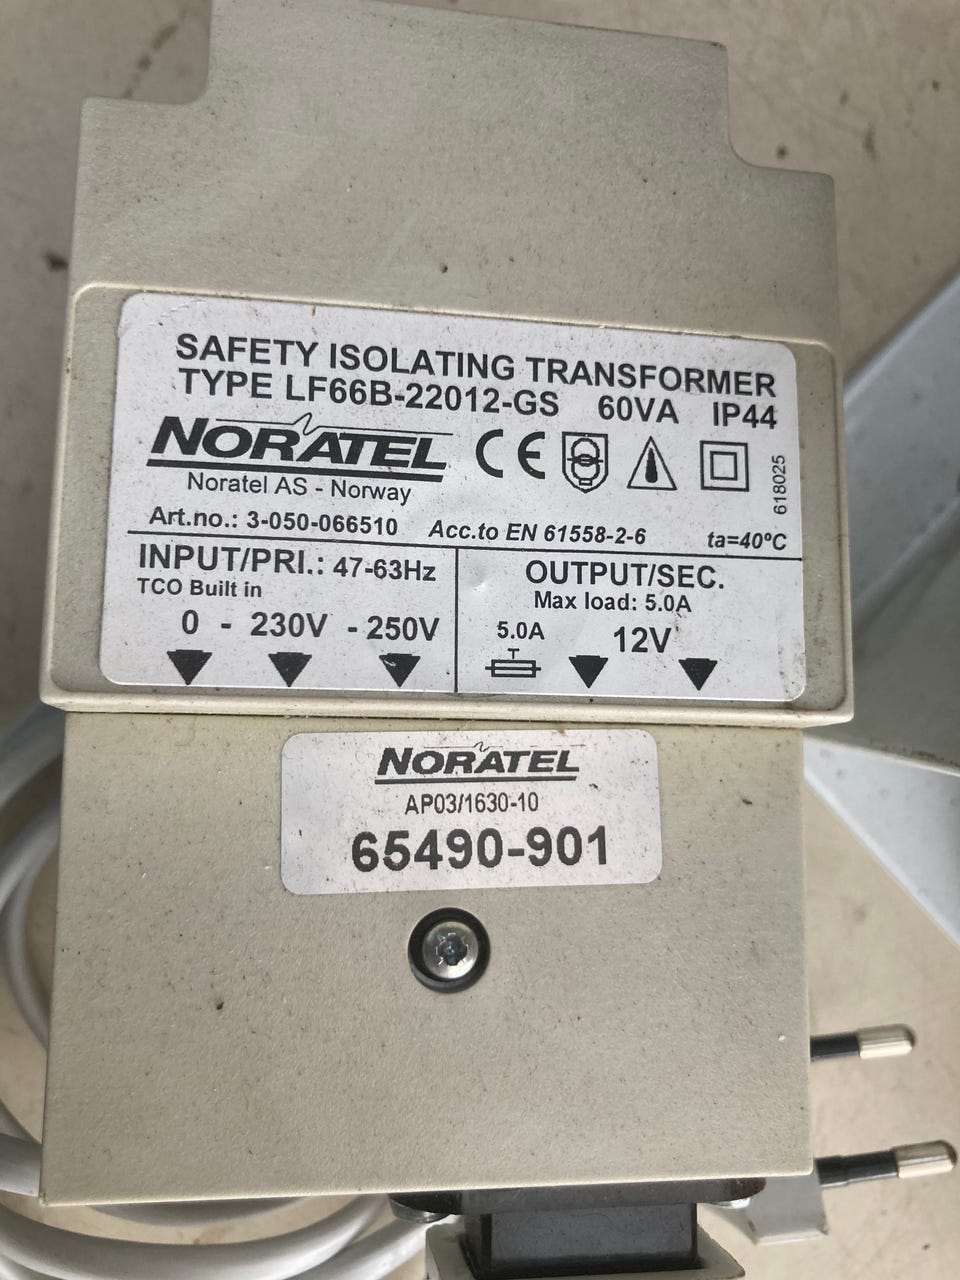 SAFETY ISOLATING TRANSFORMER
TYPE LF66B-22012-GS 60VA IP44
NORATEL CE
Noratel AS - Norway
618025
Art.no.: 3-050-066510 Acc.to EN 61558-2-6 ta=40ºC
INPUT/PRI.: 47-63Hz
TCO Built in
0 - 230V - 250V
OUTPUT/SEC.
Max load: 5.0A
5.0A 12V
T
NORATEL
AP03/1630-10
65490-901